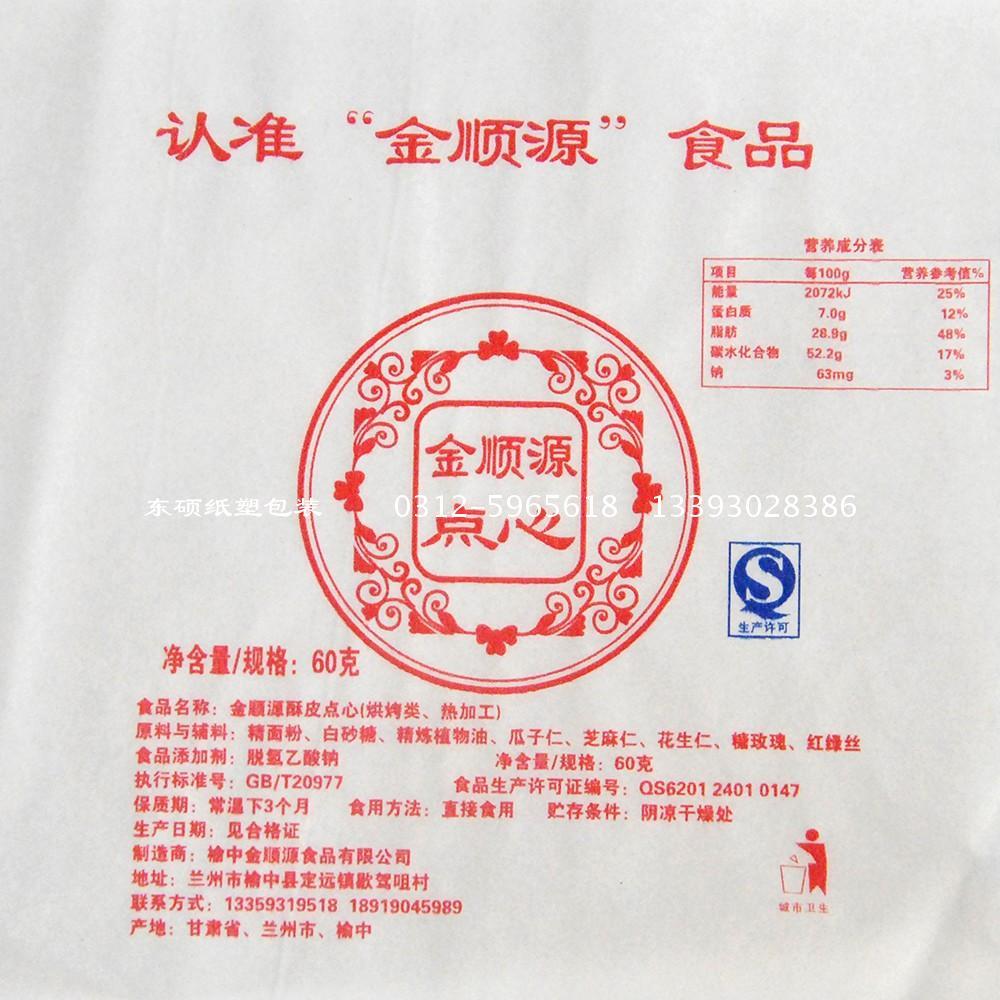 认准 “金顺源” 食品
营养成分表
项目 每100g 营养参考值%
能量 2072kJ 25%
蛋白质 7.0g 12%
脂肪 28.9g 48%
碳水化合物 52.2g 17%
钠 63mg 3%
金顺源
点心
东硕纸塑包装 0312-5965618 13393028386
生产许可
净含量/规格：60克
食品名称：金顺源酥皮点心(烘烤类、热加工)
原料与辅料：精面粉、白砂糖、精炼植物油、瓜子仁、芝麻仁、花生仁、糖玫瑰、红绿丝
食品添加剂：脱氢乙酸钠 净含量/规格：60克
执行标准号：GB/T20977 食品生产许可证编号：QS6201 2401 0147
保质期：常温下3个月 食用方法：直接食用 贮存条件：阴凉干燥处
生产日期：见合格证
制造商：榆中金顺源食品有限公司
地址：兰州市榆中县定远镇歇驾咀村
联系方式：13359319518 18919045989
产地：甘肃省、兰州市、榆中
城市卫生